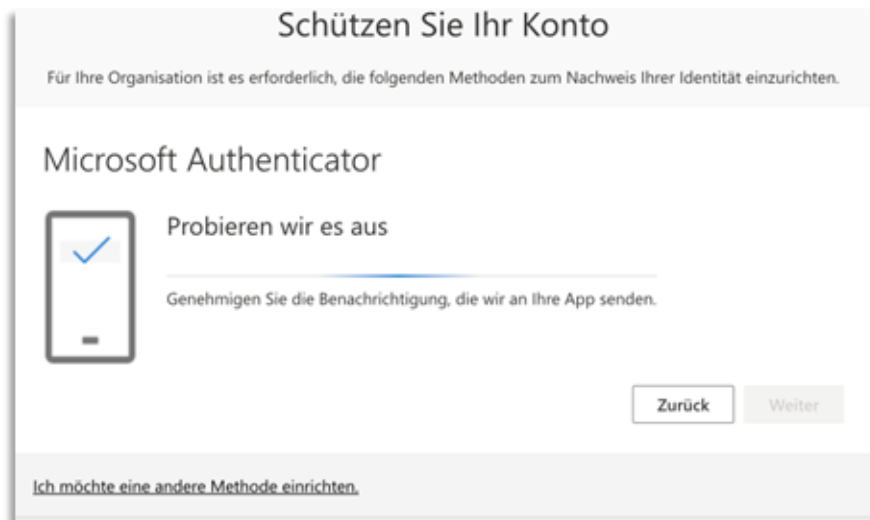 Schützen Sie Ihr Konto
Für Ihre Organisation ist es erforderlich, die folgenden Methoden zum Nachweis Ihrer Identität einzurichten.
Microsoft Authenticator
Probieren wir es aus
Genehmigen Sie die Benachrichtigung, die wir an Ihre App senden.
Zurück Weiter
Ich möchte eine andere Methode einrichten.